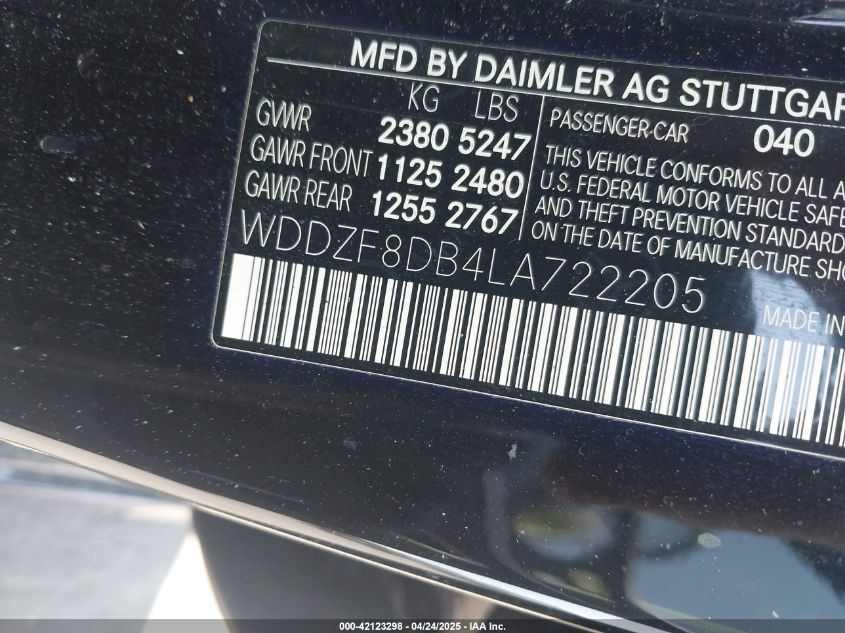 MFD BY DAIMLER AG STUTTGAR
KG LBS
GVWR 2380 5247
GAWR FRONT 1125 2480
GAWR REAR 1255 2767
PASSENGER-CAR 040
THIS VEHICLE CONFORMS TO ALL A
U.S. FEDERAL MOTOR VEHICLE SAFE
AND THEFT PREVENTION STANDAR
ON THE DATE OF MANUFACTURE SHO
WDDZF8DB4LA722205
MADE IN
000-42123298 - 04/24/2025 - IAA Inc.